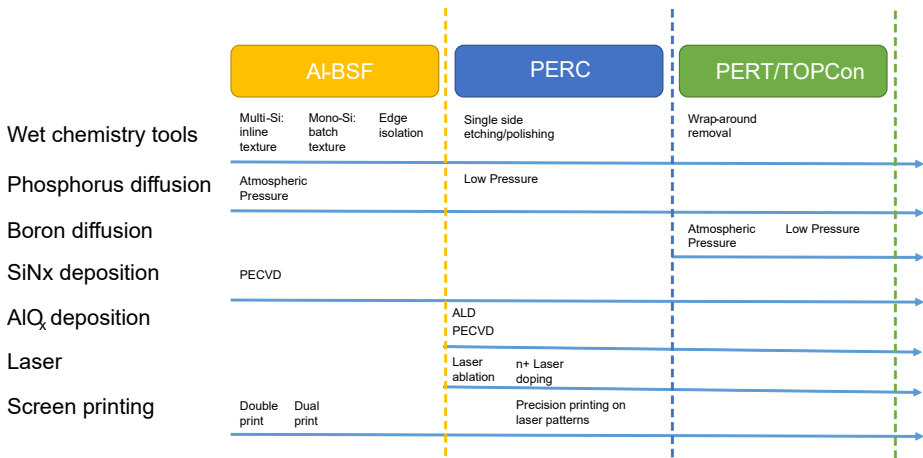 Al-BSF PERC PERT/TOPCon
Wet chemistry tools
Multi-Si:
inline
texture
Mono-Si:
batch
texture
Edge
isolation
Single side
etching/polishing
Wrap-around
removal
Phosphorus diffusion
Atmospheric
Pressure
Low Pressure
Boron diffusion
Atmospheric
Pressure
Low Pressure
SiNx deposition
PECVD
AlOx deposition
ALD
PECVD
Laser
Laser
ablation
n+ Laser
doping
Screen printing
Double
print
Dual
print
Precision printing on
laser patterns